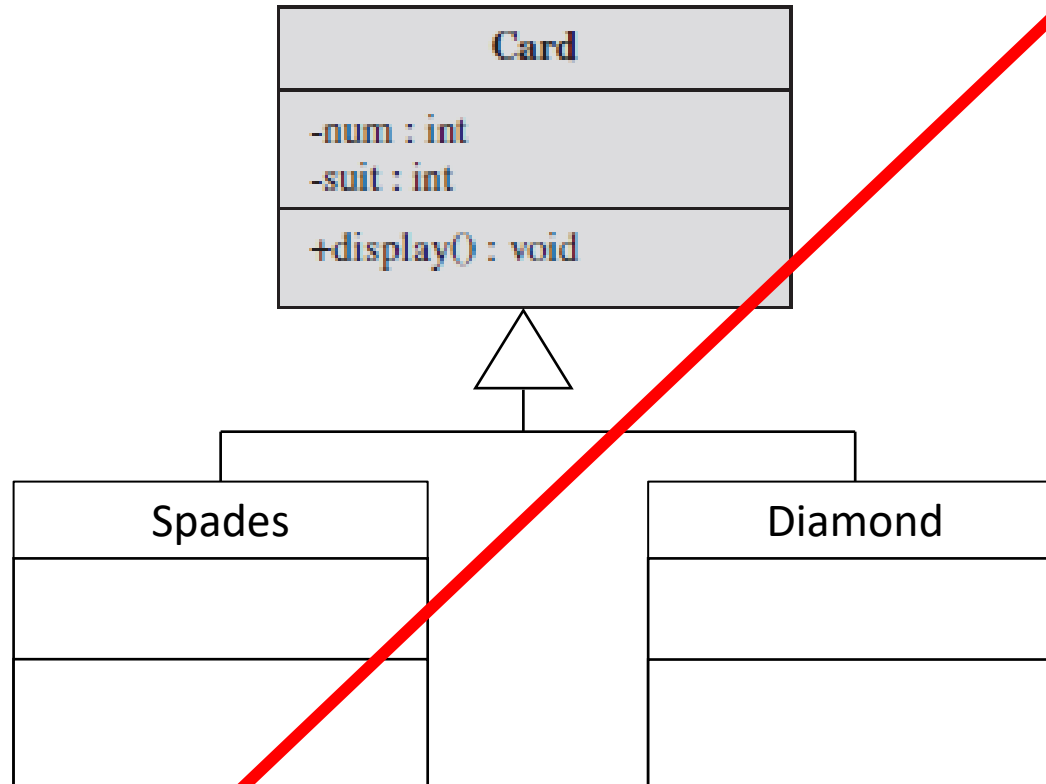 Card
-num : int
-suit : int
+display() : void
Spades
Diamond